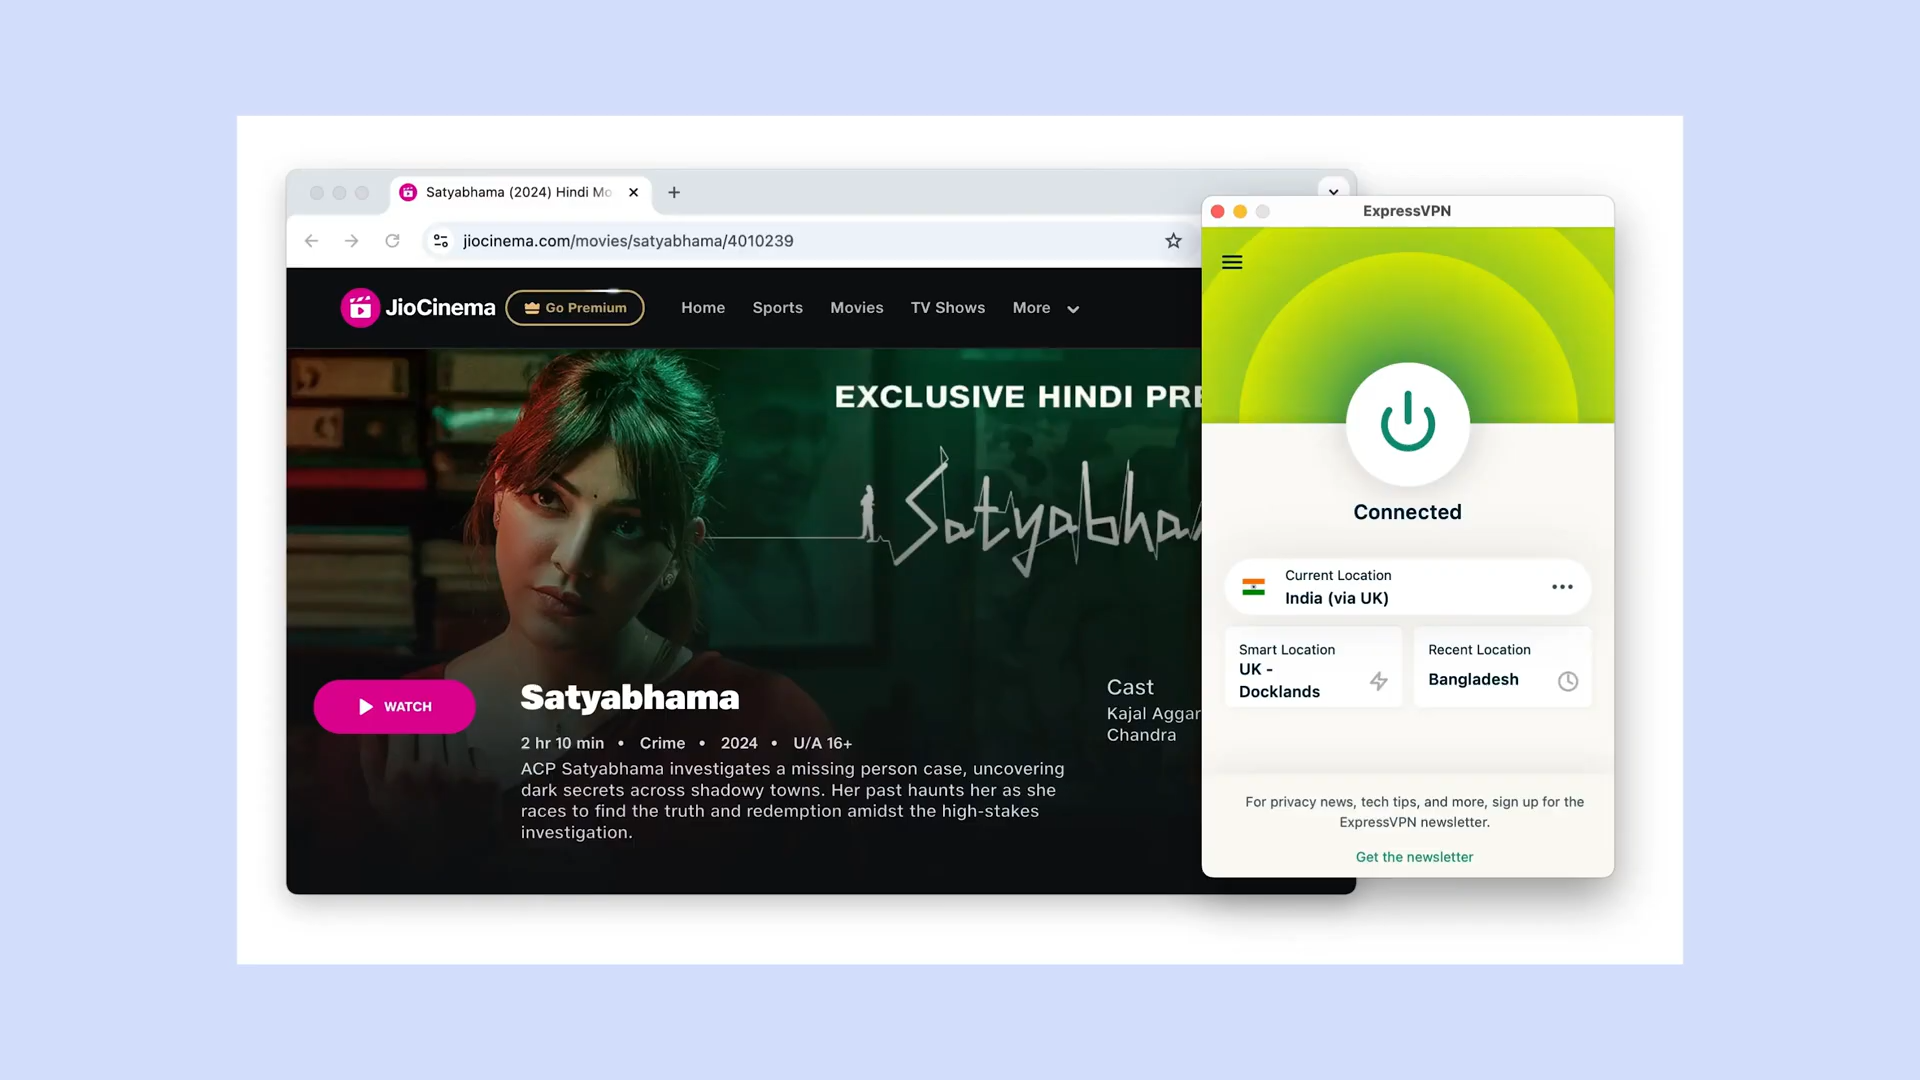 Satyabhama (2024) Hindi Mo
jiocinema.com/movies/satyabhama/4010239
JioCinema
Go Premium
Home
Sports
Movies
TV Shows
More
EXCLUSIVE HINDI PRE
Satyabha
WATCH
Satyabhama
2 hr 10 min • Crime • 2024 • U/A 16+
ACP Satyabhama investigates a missing person case, uncovering
dark secrets across shadowy towns. Her past haunts her as she
races to find the truth and redemption amidst the high-stakes
investigation.
Cast
Kajal Aggar
Chandra
ExpressVPN
Connected
Current Location
India (via UK)
Smart Location
UK -
Docklands
Recent Location
Bangladesh
For privacy news, tech tips, and more, sign up for the
ExpressVPN newsletter.
Get the newsletter